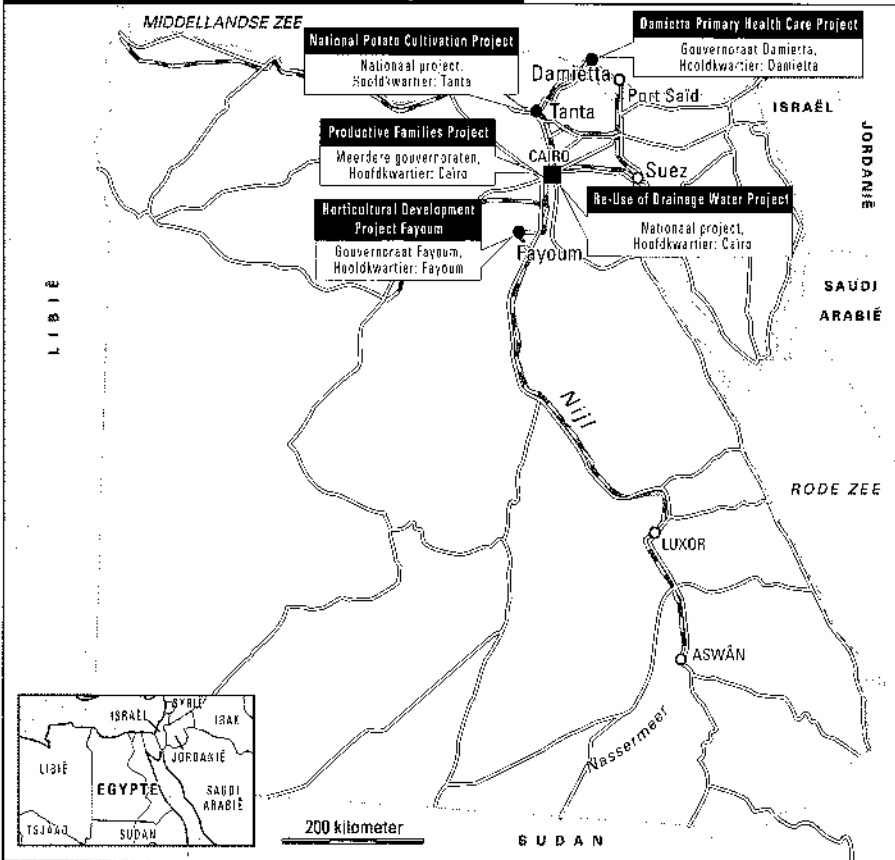 MIDDELLANDSE ZEE
National Potato Cultivation Project
Nationaal project,
Hoofdkwartier: Tanta
Damietta Primary Health Care Project
Gouvernoraat Damietta,
Hoofdkwartier: Damietta
Damietta
Port Saïd
Tanta
ISRAËL
JORDANIË
Productive Families Project
Meerdere gouvernoraten,
Hoofdkwartier: Caïro
CAÏRO
Suez
Re-Use of Drainage Water Project
Nationaal project,
Hoofdkwartier: Caïro
Horticultural Development
Project Fayoum
Gouvernoraat Fayoum,
Hoofdkwartier: Fayoum
Fayoum
LIBIË
SAUDI
ARABIË
Nijl
RODE ZEE
LUXOR
ASWÂN
Nassermeer
SYRIË
ISRAËL
IRAK
JORDANIË
LIBIË
EGYPTE
SAUDI
ARABIË
TSJAAD
SUDAN
200 kilometer
SUDAN